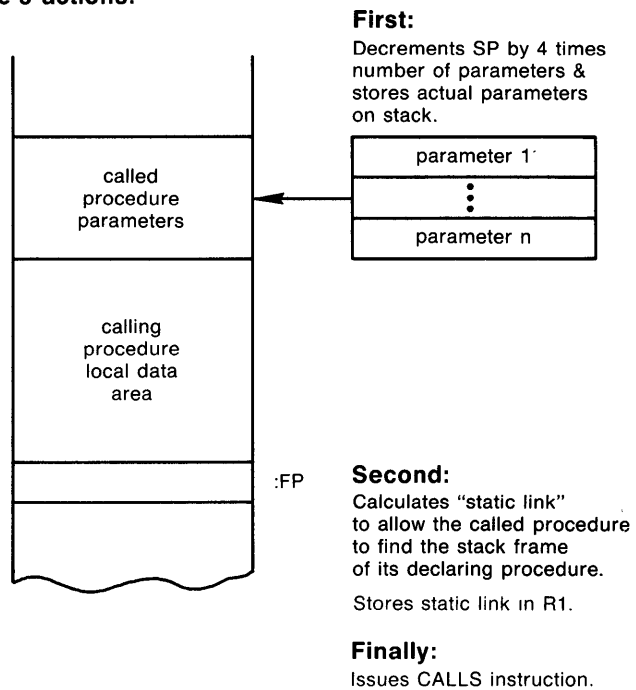 First:
Decrements SP by 4 times
number of parameters &
stores actual parameters
on stack.
parameter 1
parameter n
called
procedure
parameters
calling
procedure
local data
area
:FP
Second:
Calculates "static link"
to allow the called procedure
to find the stack frame
of its declaring procedure.
Stores static link in R1.
Finally:
Issues CALLS instruction.